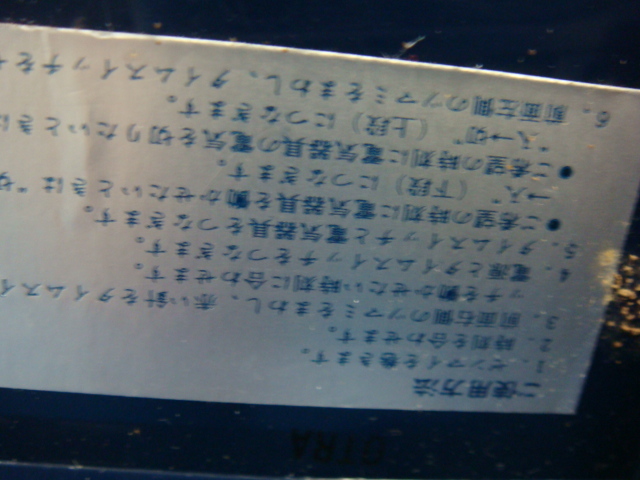 ご使用方法
1. ゼンマイを巻きます。
2. 時刻を合わせます。
3. 前面右側のツマミをまわし、赤い針をタイムスイ
ッチを動かせたい時刻に合わせます。
4. 電源とタイムスイッチをつなぎます。
5. タイムスイッチと電気器具をつなぎます。
●ご希望の時刻に電気器具を動かせたいときは"切
→入"(下段)につなぎます。
●ご希望の時刻に電気器具の電気を切りたいときは
"入→切"(上段)につなぎます。
6. 前面左側のツマミをまわし、タイムスイッチをセ